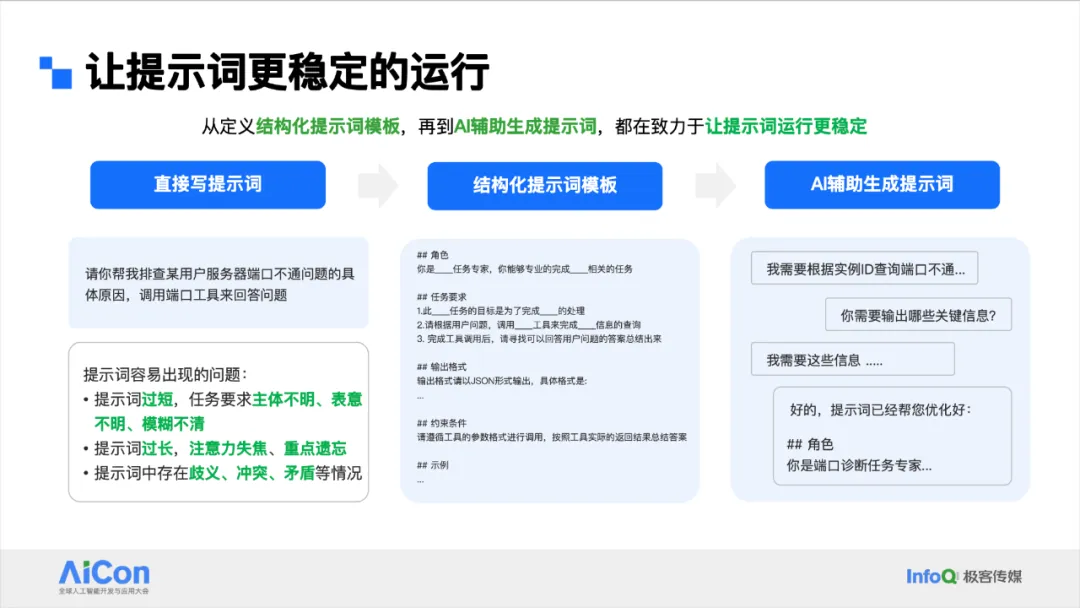 让提示词更稳定的运行
从定义结构化提示词模板，再到AI辅助生成提示词，都在致力于让提示词运行更稳定
直接写提示词
请你帮我排查某用户服务器端口不通问题的具
体原因，调用端口工具来回答问题
提示词容易出现的问题：
• 提示词过短，任务要求主体不明、表意
不明、模糊不清
• 提示词过长，注意力失焦、重点遗忘
• 提示词中存在歧义、冲突、矛盾等情况
结构化提示词模板
## 角色
你是____任务专家，你能够专业的完成____相关的任务
## 任务要求
1.此____任务的目标是为了完成____的处理
2.请根据用户问题，调用____工具来完成____信息的查询
3. 完成工具调用后，请寻找可以回答用户问题的答案总结出来
## 输出格式
输出格式请以JSON形式输出，具体格式是:
...
## 约束条件
请遵循工具的参数格式进行调用，按照工具实际的返回结果总结答案
## 示例
...
AI辅助生成提示词
我需要根据实例ID查询端口不通...
你需要输出哪些关键信息?
我需要这些信息 .....
好的，提示词已经帮您优化好：
## 角色
你是端口诊断任务专家...
AiCon
全球人工智能开发与应用大会
InfoQ 极客传媒